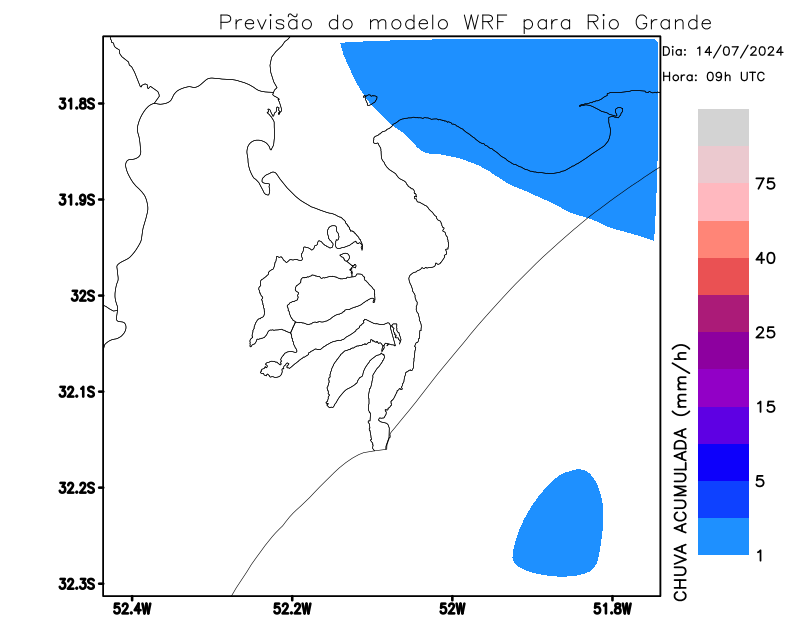 Previsão do modelo WRF para Rio Grande
Dia: 14/07/2024
Hora: 09h UTC
31.8S
31.9S
32S
32.1S
32.2S
32.3S
52.4W
52.2W
52W
51.8W
CHUVA ACUMULADA (mm/h)
75
40
25
15
5
1